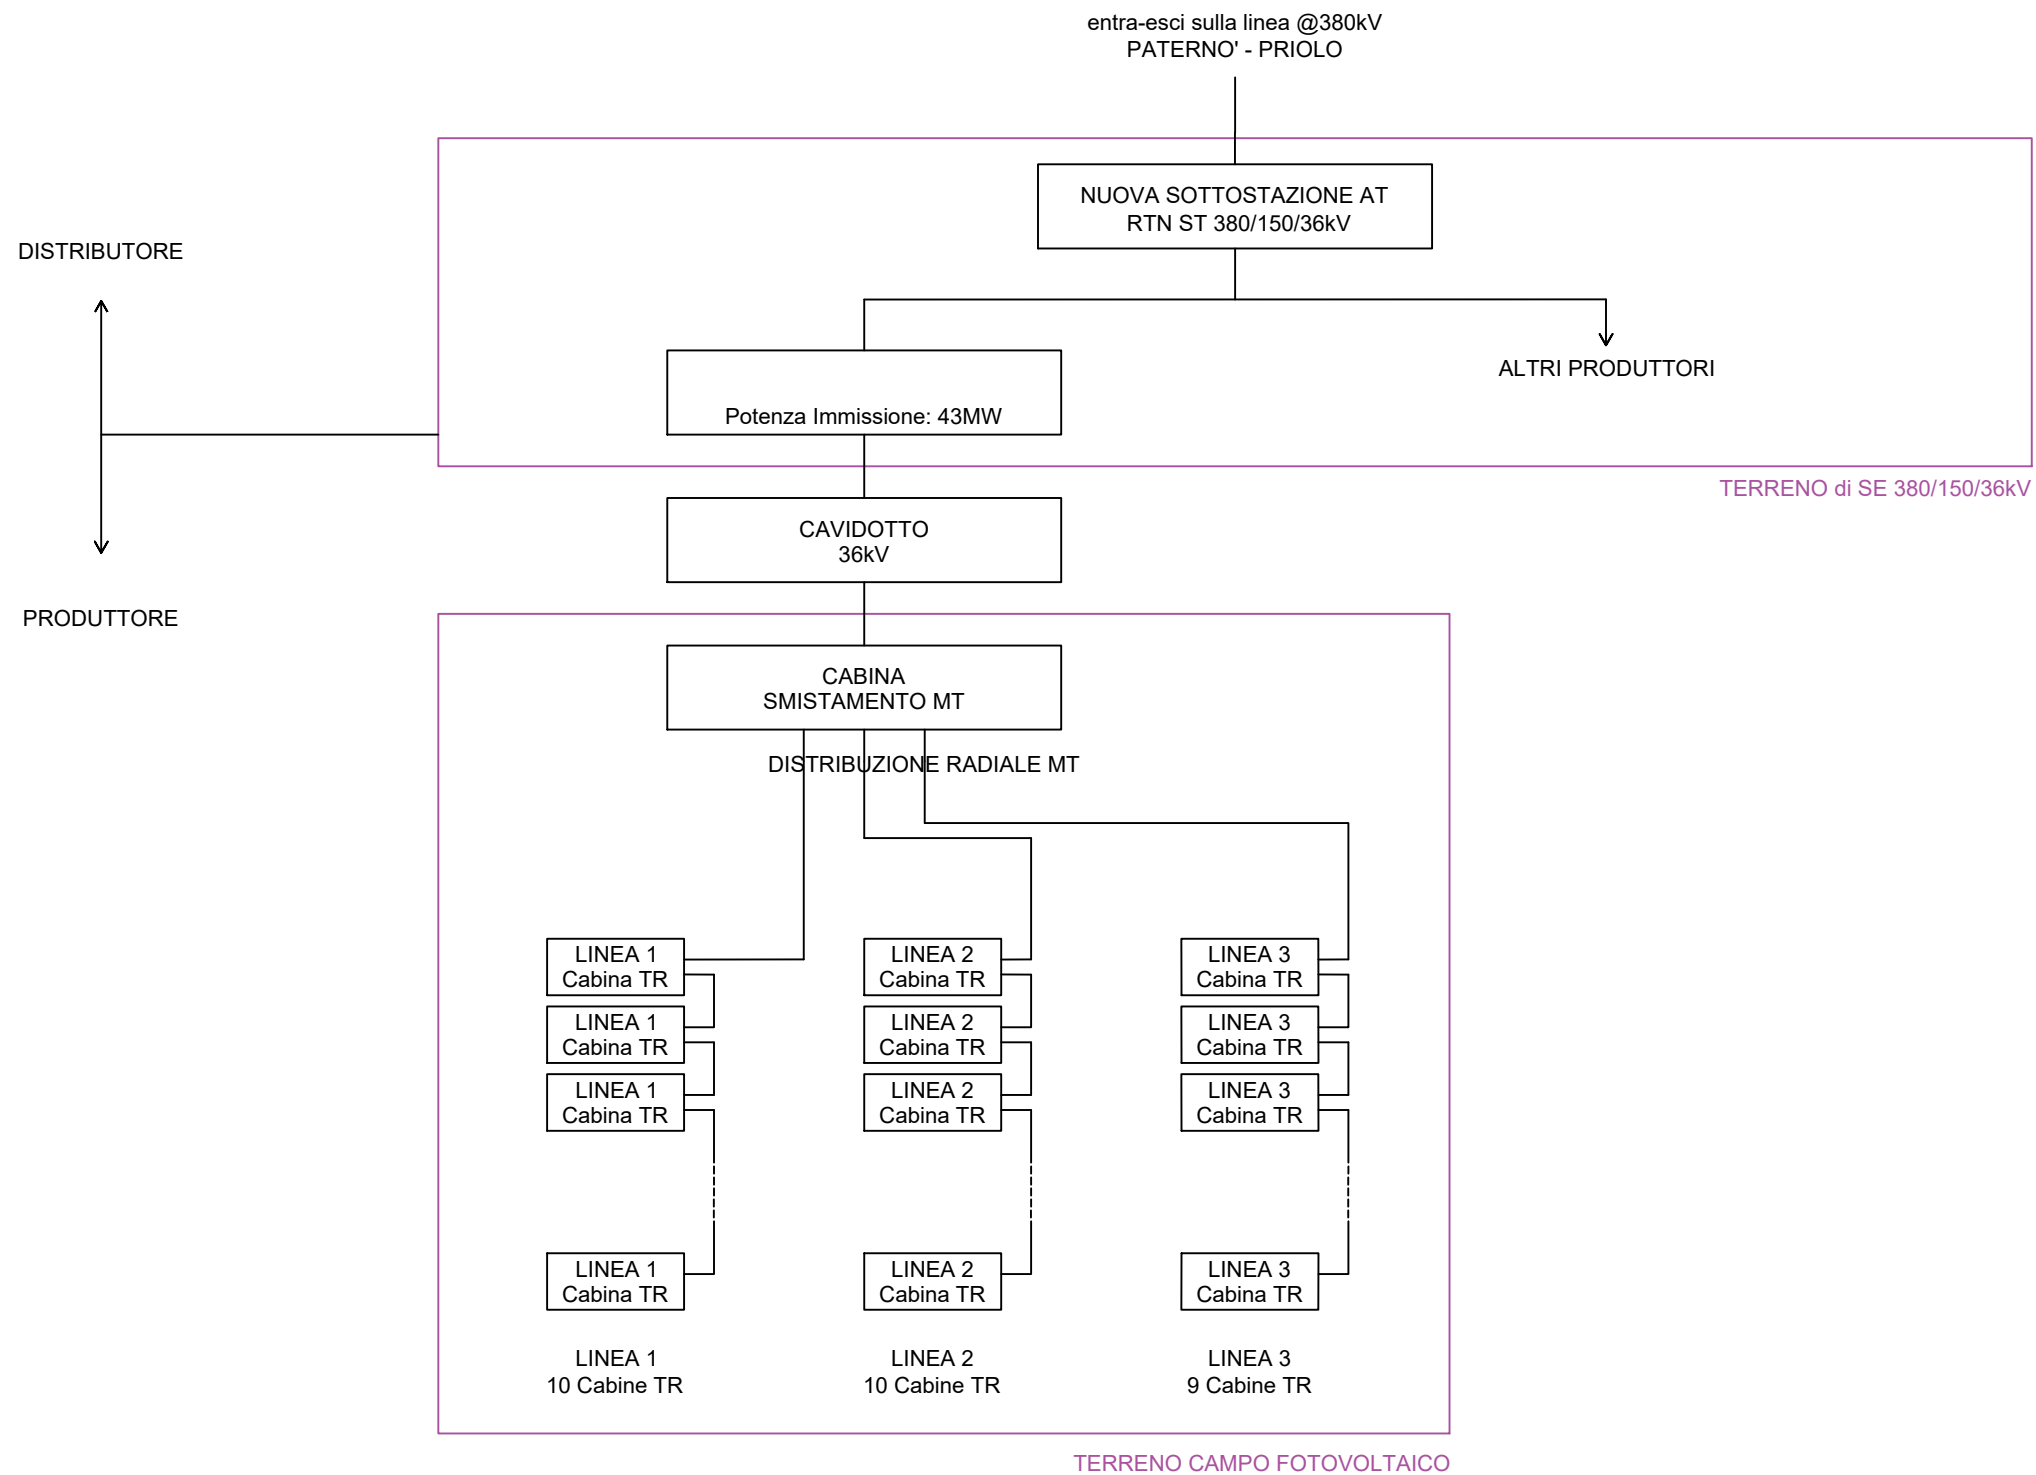 entra-esci sulla linea @380kV
PATERNO' - PRIOLO
NUOVA SOTTOSTAZIONE AT
RTN ST 380/150/36kV
DISTRIBUTORE
ALTRI PRODUTTORI
Potenza Immissione: 43MW
TERRENO di SE 380/150/36kV
CAVIDOTTO
36kV
PRODUTTORE
CABINA
SMISTAMENTO MT
DISTRIBUZIONE RADIALE MT
LINEA 1
Cabina TR
LINEA 1
Cabina TR
LINEA 1
Cabina TR
LINEA 1
Cabina TR
LINEA 1
10 Cabine TR
LINEA 2
Cabina TR
LINEA 2
Cabina TR
LINEA 2
Cabina TR
LINEA 2
Cabina TR
LINEA 2
10 Cabine TR
LINEA 3
Cabina TR
LINEA 3
Cabina TR
LINEA 3
Cabina TR
LINEA 3
Cabina TR
LINEA 3
9 Cabine TR
TERRENO CAMPO FOTOVOLTAICO